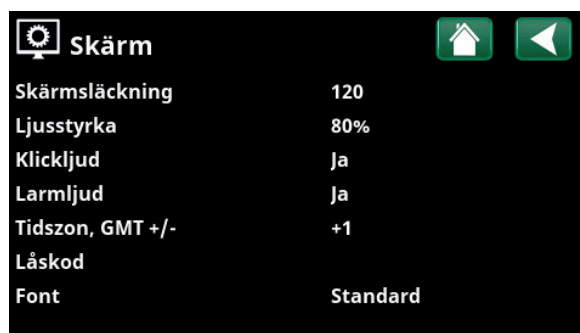 Skärm
Skärmsläckning 120
Ljusstyrka 80%
Klickljud Ja
Larmljud Ja
Tidszon, GMT +/- +1
Låskod
Font Standard